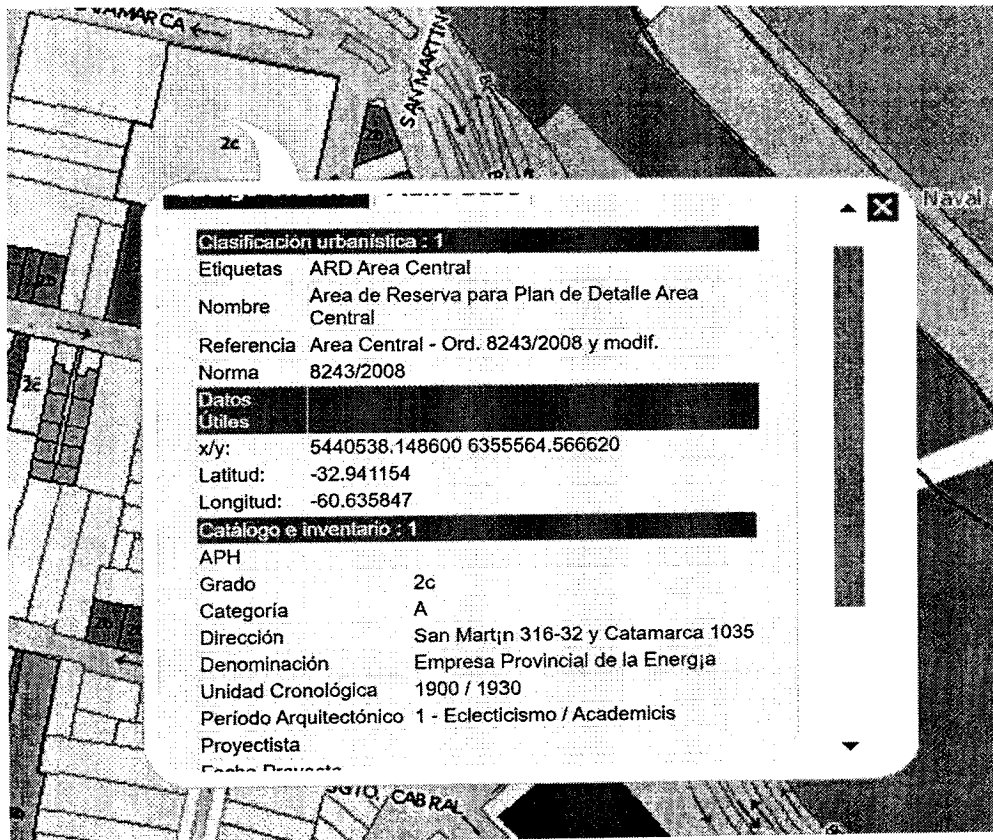 SAN MARTIN
2c
2b
Naval
Clasificación urbanística : 1
Etiquetas ARD Area Central
Nombre Area de Reserva para Plan de Detalle Area
Central
Referencia Area Central - Ord. 8243/2008 y modif.
Norma 8243/2008
Datos
Útiles
x/y: 5440538.148600 6355564.566620
Latitud: -32.941154
Longitud: -60.635847
Catálogo e inventario : 1
APH
Grado 2c
Categoría A
Dirección San Mart¡n 316-32 y Catamarca 1035
Denominación Empresa Provincial de la Energ¡a
Unidad Cronológica 1900 / 1930
Período Arquitectónico 1 - Eclecticismo / Academicis
Proyectista
2b
2c
2b
CABRAL